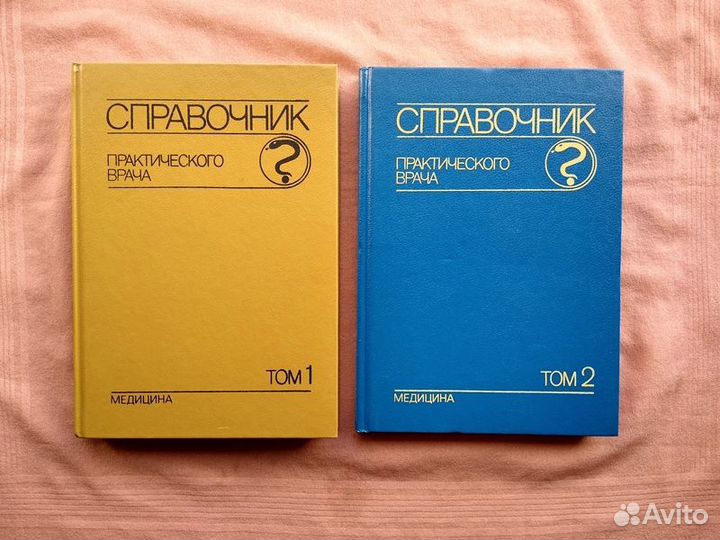 СПРАВОЧНИК
ПРАКТИЧЕСКОГО
ВРАЧА
ТОМ 1
МЕДИЦИНА
СПРАВОЧНИК
ПРАКТИЧЕСКОГО
ВРАЧА
ТОМ 2
МЕДИЦИНА
Avito